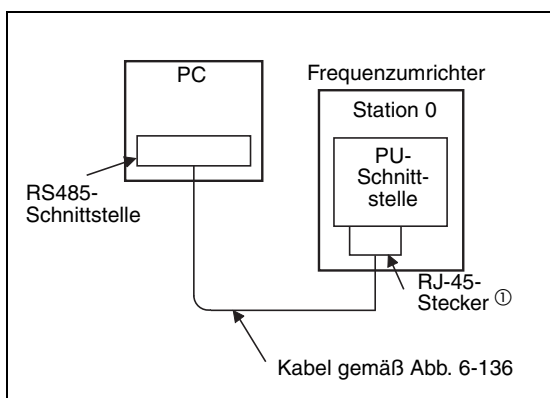 PC
Frequenzumrichter
Station 0
PU-
Schnitt-
stelle
RS485-
Schnittstelle
RJ-45-
Stecker ①
Kabel gemäß Abb. 6-136